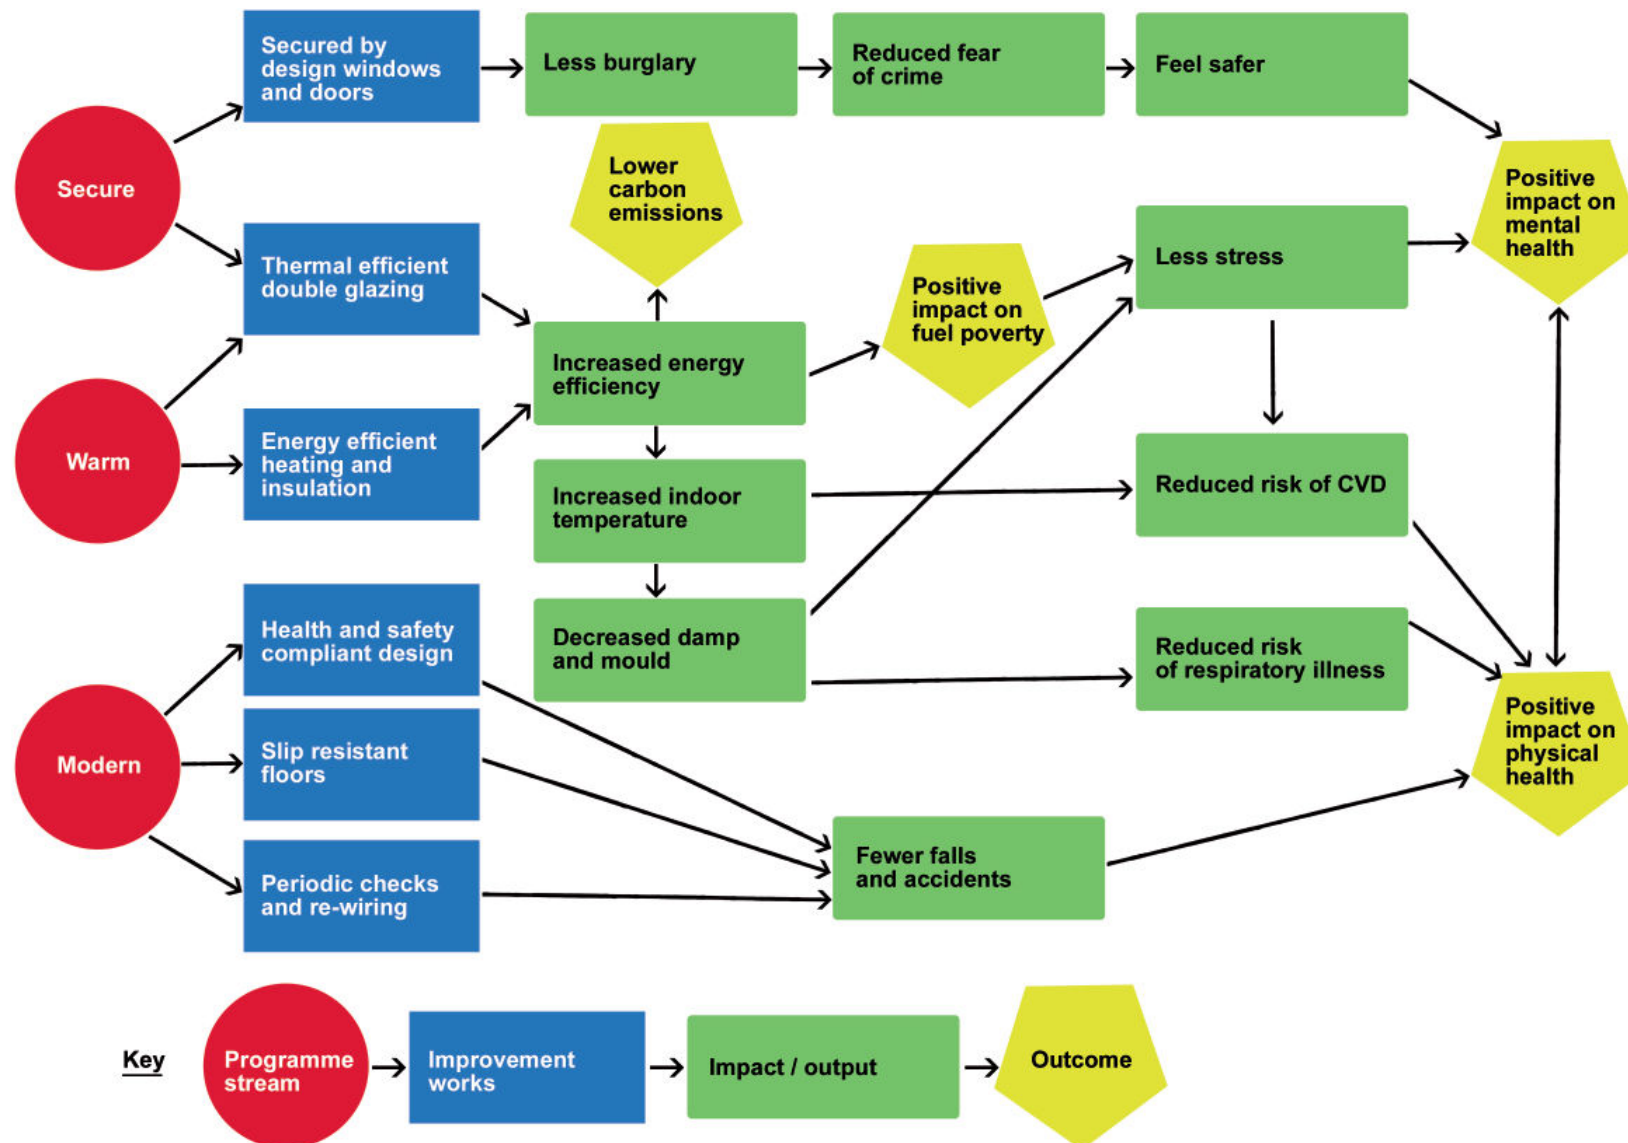 Secured by
design windows
and doors
Less burglary
Reduced fear
of crime
Feel safer
Secure
Lower
carbon
emissions
Positive
impact on
mental
health
Thermal efficient
double glazing
Less stress
Positive
impact on
fuel poverty
Increased energy
efficiency
Warm
Energy efficient
heating and
insulation
Increased indoor
temperature
Reduced risk of CVD
Health and safety
compliant design
Decreased damp
and mould
Reduced risk
of respiratory illness
Modern
Slip resistant
floors
Positive
impact on
physical
health
Periodic checks
and re-wiring
Fewer falls
and accidents
Key
Programme
stream
Improvement
works
Impact / output
Outcome